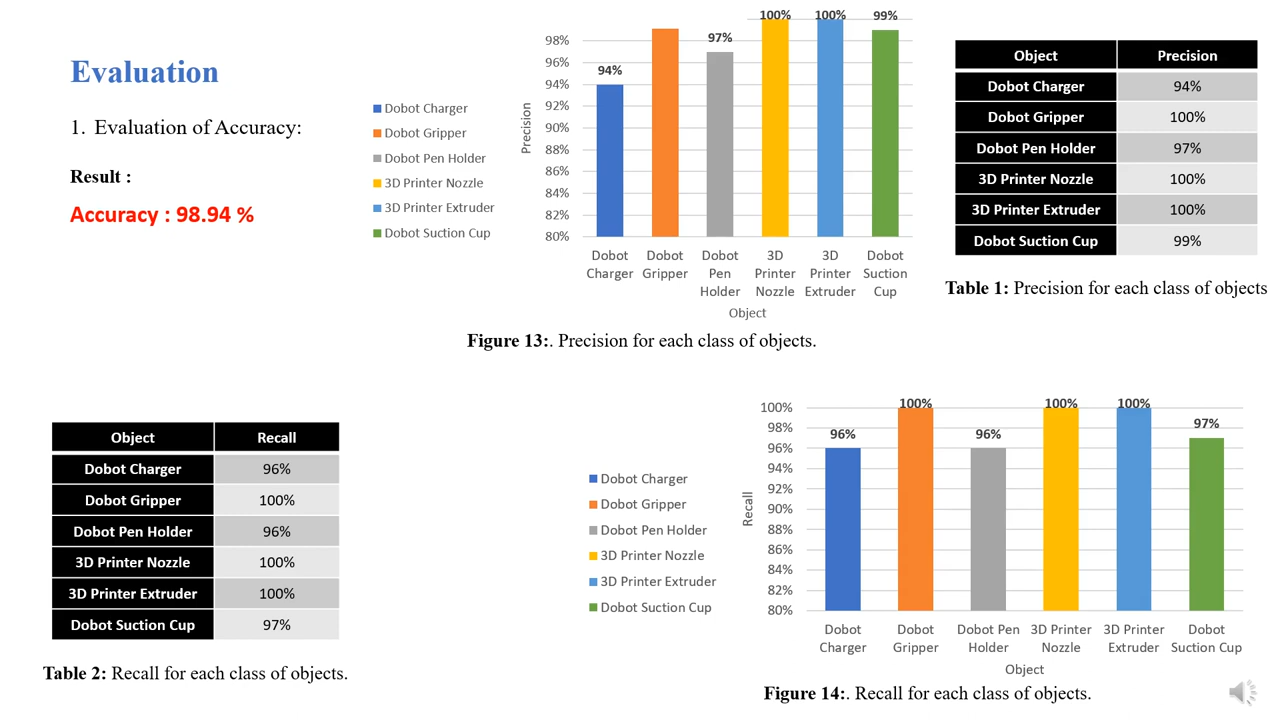 Evaluation
1. Evaluation of Accuracy:
Result :
Accuracy : 98.94 %
Dobot Charger
Dobot Gripper
Dobot Pen Holder
3D Printer Nozzle
3D Printer Extruder
Dobot Suction Cup
Precision
98%
96%
94%
92%
90%
88%
86%
84%
82%
80%
94%
97%
100%
100%
99%
Dobot Charger
Dobot Gripper
Dobot Pen Holder
3D Printer Nozzle
3D Printer Extruder
Dobot Suction Cup
Object
Figure 13:. Precision for each class of objects.
Object Precision
Dobot Charger 94%
Dobot Gripper 100%
Dobot Pen Holder 97%
3D Printer Nozzle 100%
3D Printer Extruder 100%
Dobot Suction Cup 99%
Table 1: Precision for each class of objects
Object Recall
Dobot Charger 96%
Dobot Gripper 100%
Dobot Pen Holder 96%
3D Printer Nozzle 100%
3D Printer Extruder 100%
Dobot Suction Cup 97%
Table 2: Recall for each class of objects.
Dobot Charger
Dobot Gripper
Dobot Pen Holder
3D Printer Nozzle
3D Printer Extruder
Dobot Suction Cup
Recall
100%
98%
96%
94%
92%
90%
88%
86%
84%
82%
80%
96%
100%
96%
100%
100%
97%
Dobot Charger
Dobot Gripper
Dobot Pen Holder
3D Printer Nozzle
3D Printer Extruder
Dobot Suction Cup
Object
Figure 14:. Recall for each class of objects.